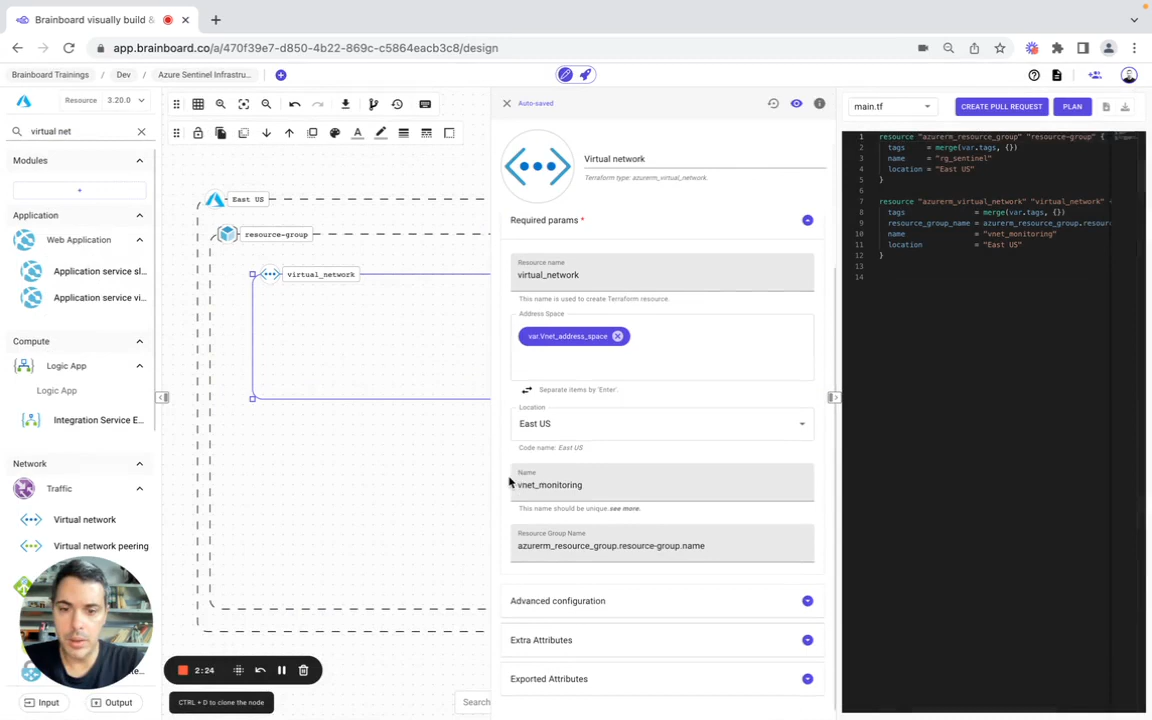 Brainboard visually build &
app.brainboard.co/a/470f39e7-d850-4b22-869c-c5864eacb3c8/design
Brainboard Trainings
Dev
Azure Sentinel Infrastru...
Resource 3.20.0
virtual net
Modules
+
Application
Web Application
Application service sl...
Application service vi...
Compute
Logic App
Logic App
Integration Service E...
Network
Traffic
Virtual network
Virtual network peering
Input
Output
East US
resource-group
virtual_network
2:24
CTRL + D to clone the node
Search
Auto-saved
Virtual network
Terraform type: azurerm_virtual_network.
Required params *
Resource name
virtual_network
This name is used to create Terraform resource.
Address Space
var.Vnet_address_space
Separate items by 'Enter'.
Location
East US
Code name: East US
Name
vnet_monitoring
This name should be unique. see more.
Resource Group Name
azurerm_resource_group.resource-group.name
Advanced configuration
Extra Attributes
Exported Attributes
main.tf
CREATE PULL REQUEST
PLAN
1 resource "azurerm_resource_group" "resource-group" {
2 tags = merge(var.tags, {})
3 name = "rg_sentinel"
4 location = "East US"
5 }
6
7 resource "azurerm_virtual_network" "virtual_network" {
8 tags = merge(var.tags, {})
9 resource_group_name = azurerm_resource_group.resour
10 name = "vnet_monitoring"
11 location = "East US"
12 }
13
14